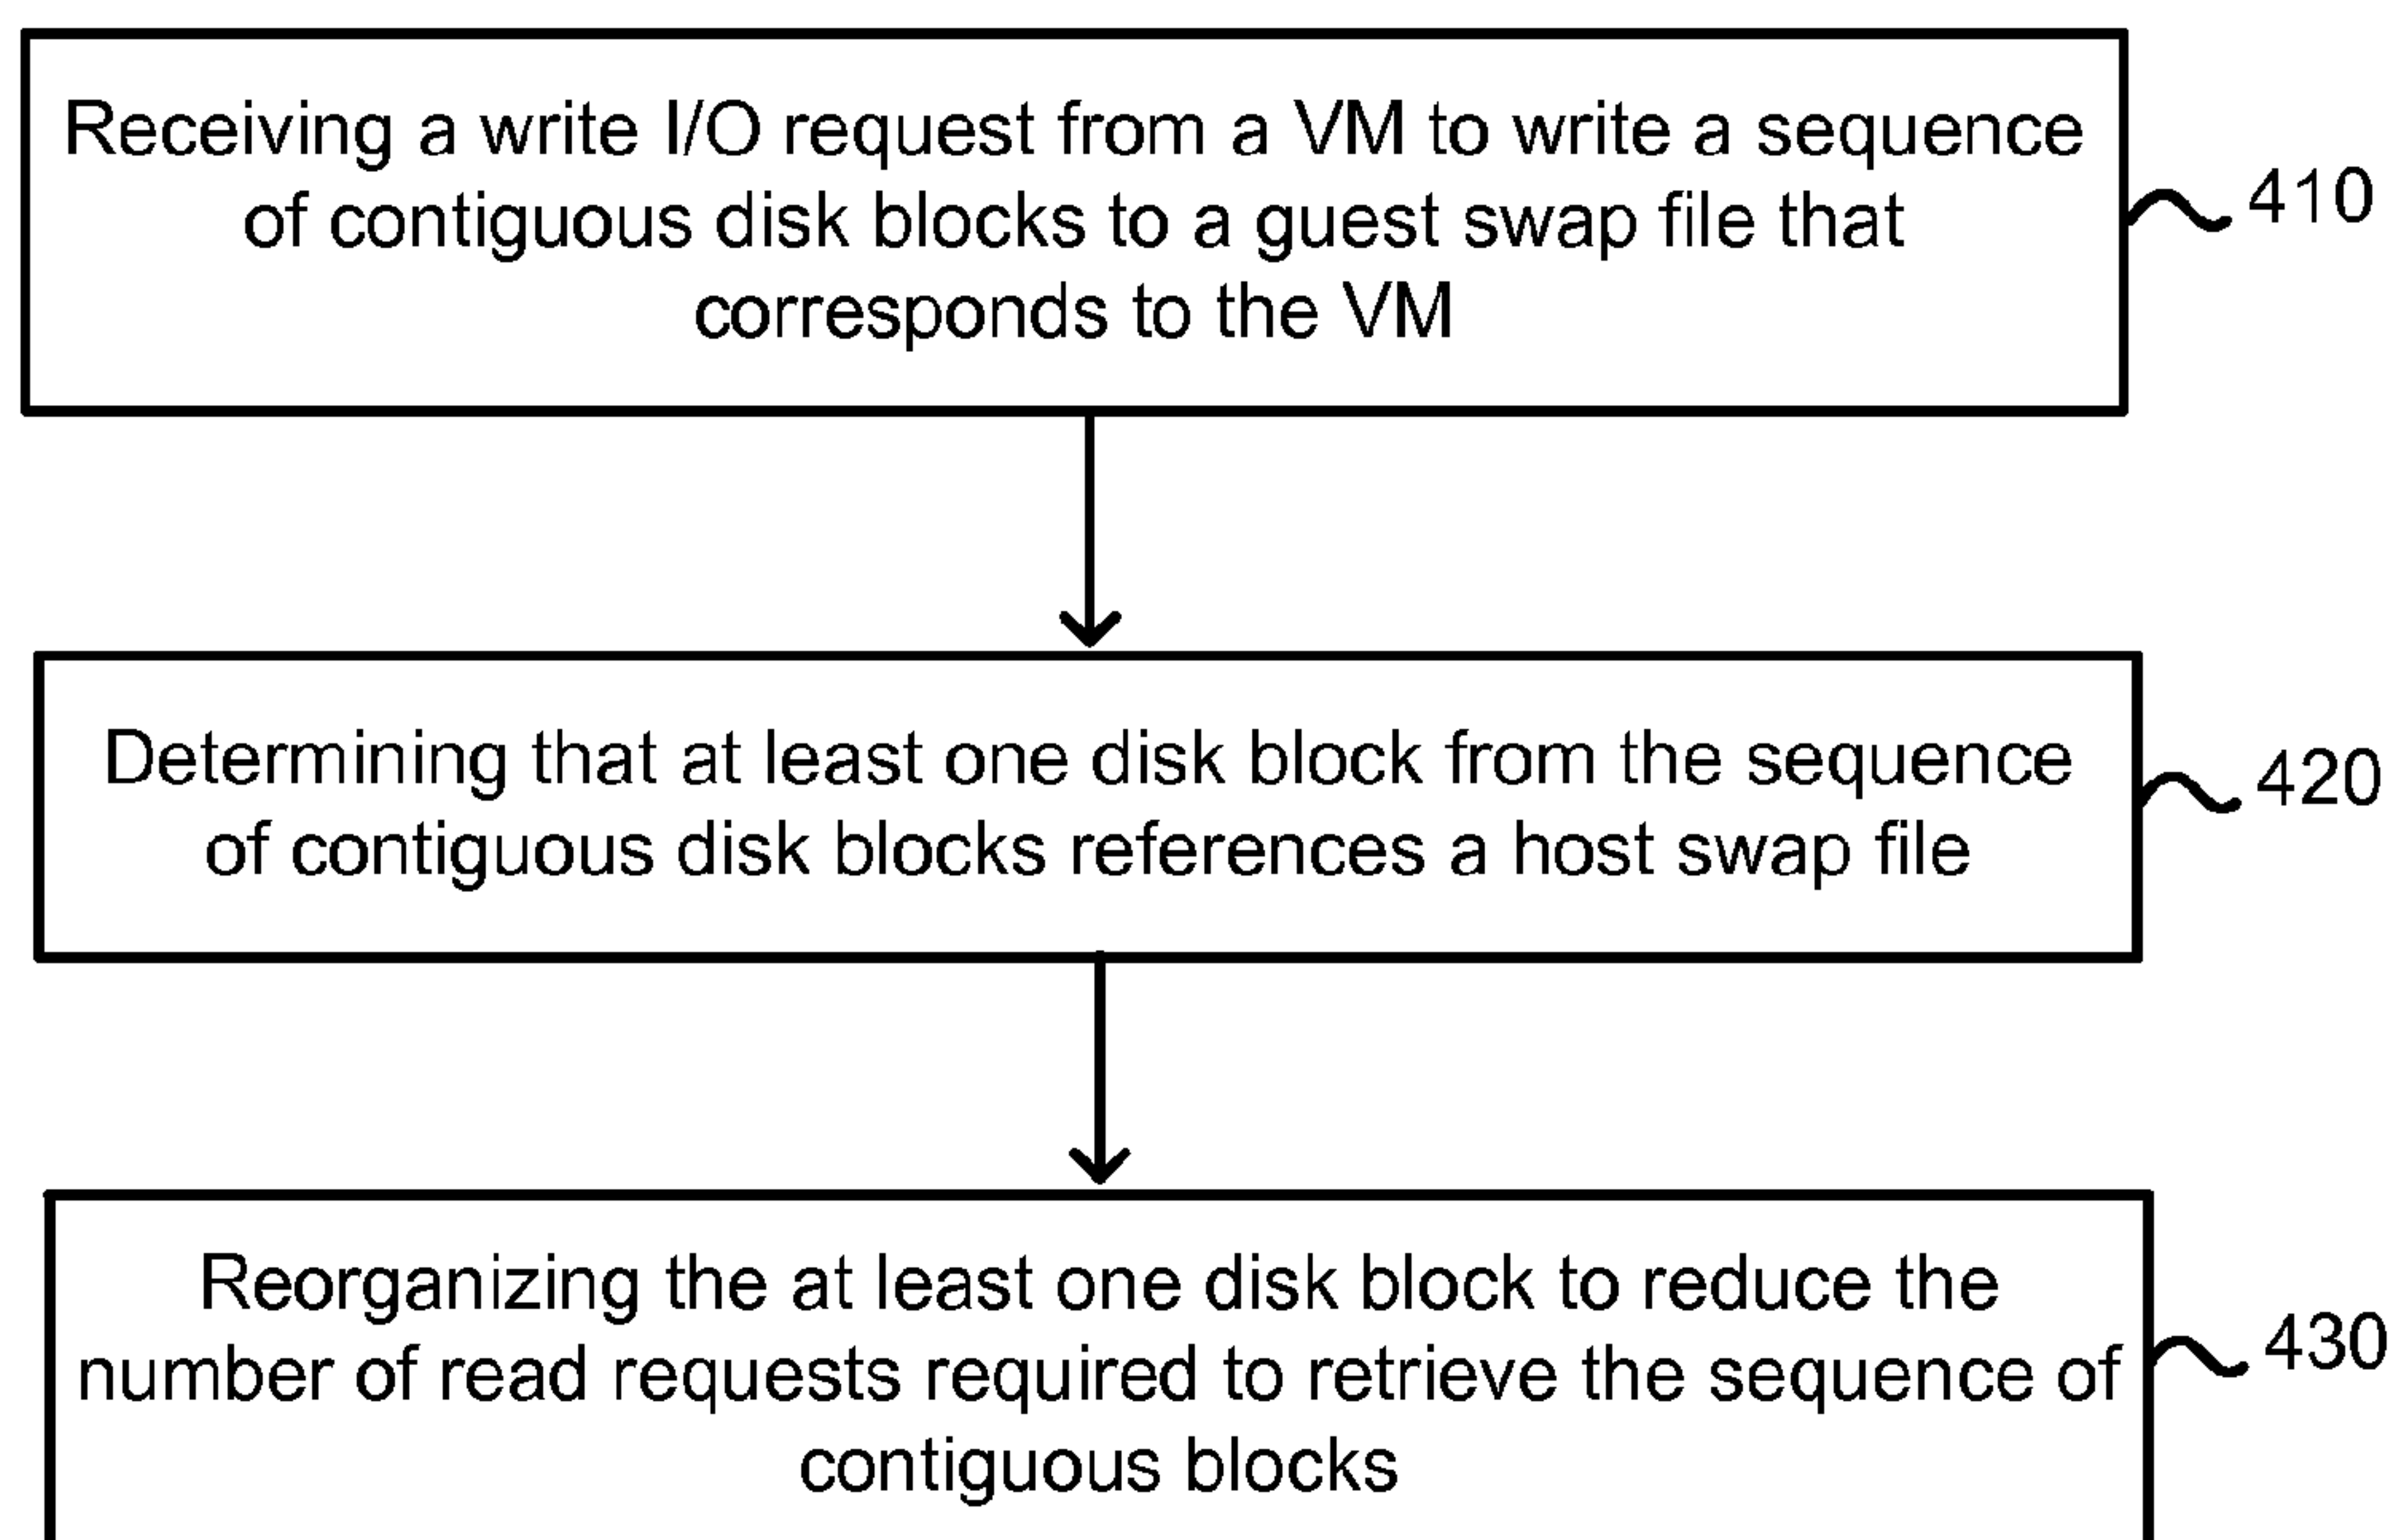 Receiving a write I/O request from a VM to write a sequence
of contiguous disk blocks to a guest swap file that
corresponds to the VM
410
Determining that at least one disk block from the sequence
of contiguous disk blocks references a host swap file
420
Reorganizing the at least one disk block to reduce the
number of read requests required to retrieve the sequence of
contiguous blocks
430